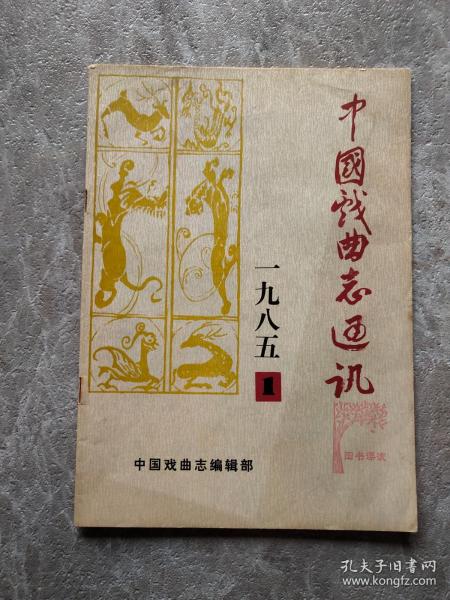 中國戏曲志通讯
一九八五
1
中国戏曲志编辑部
孔夫子旧书网
www.kongfz.com